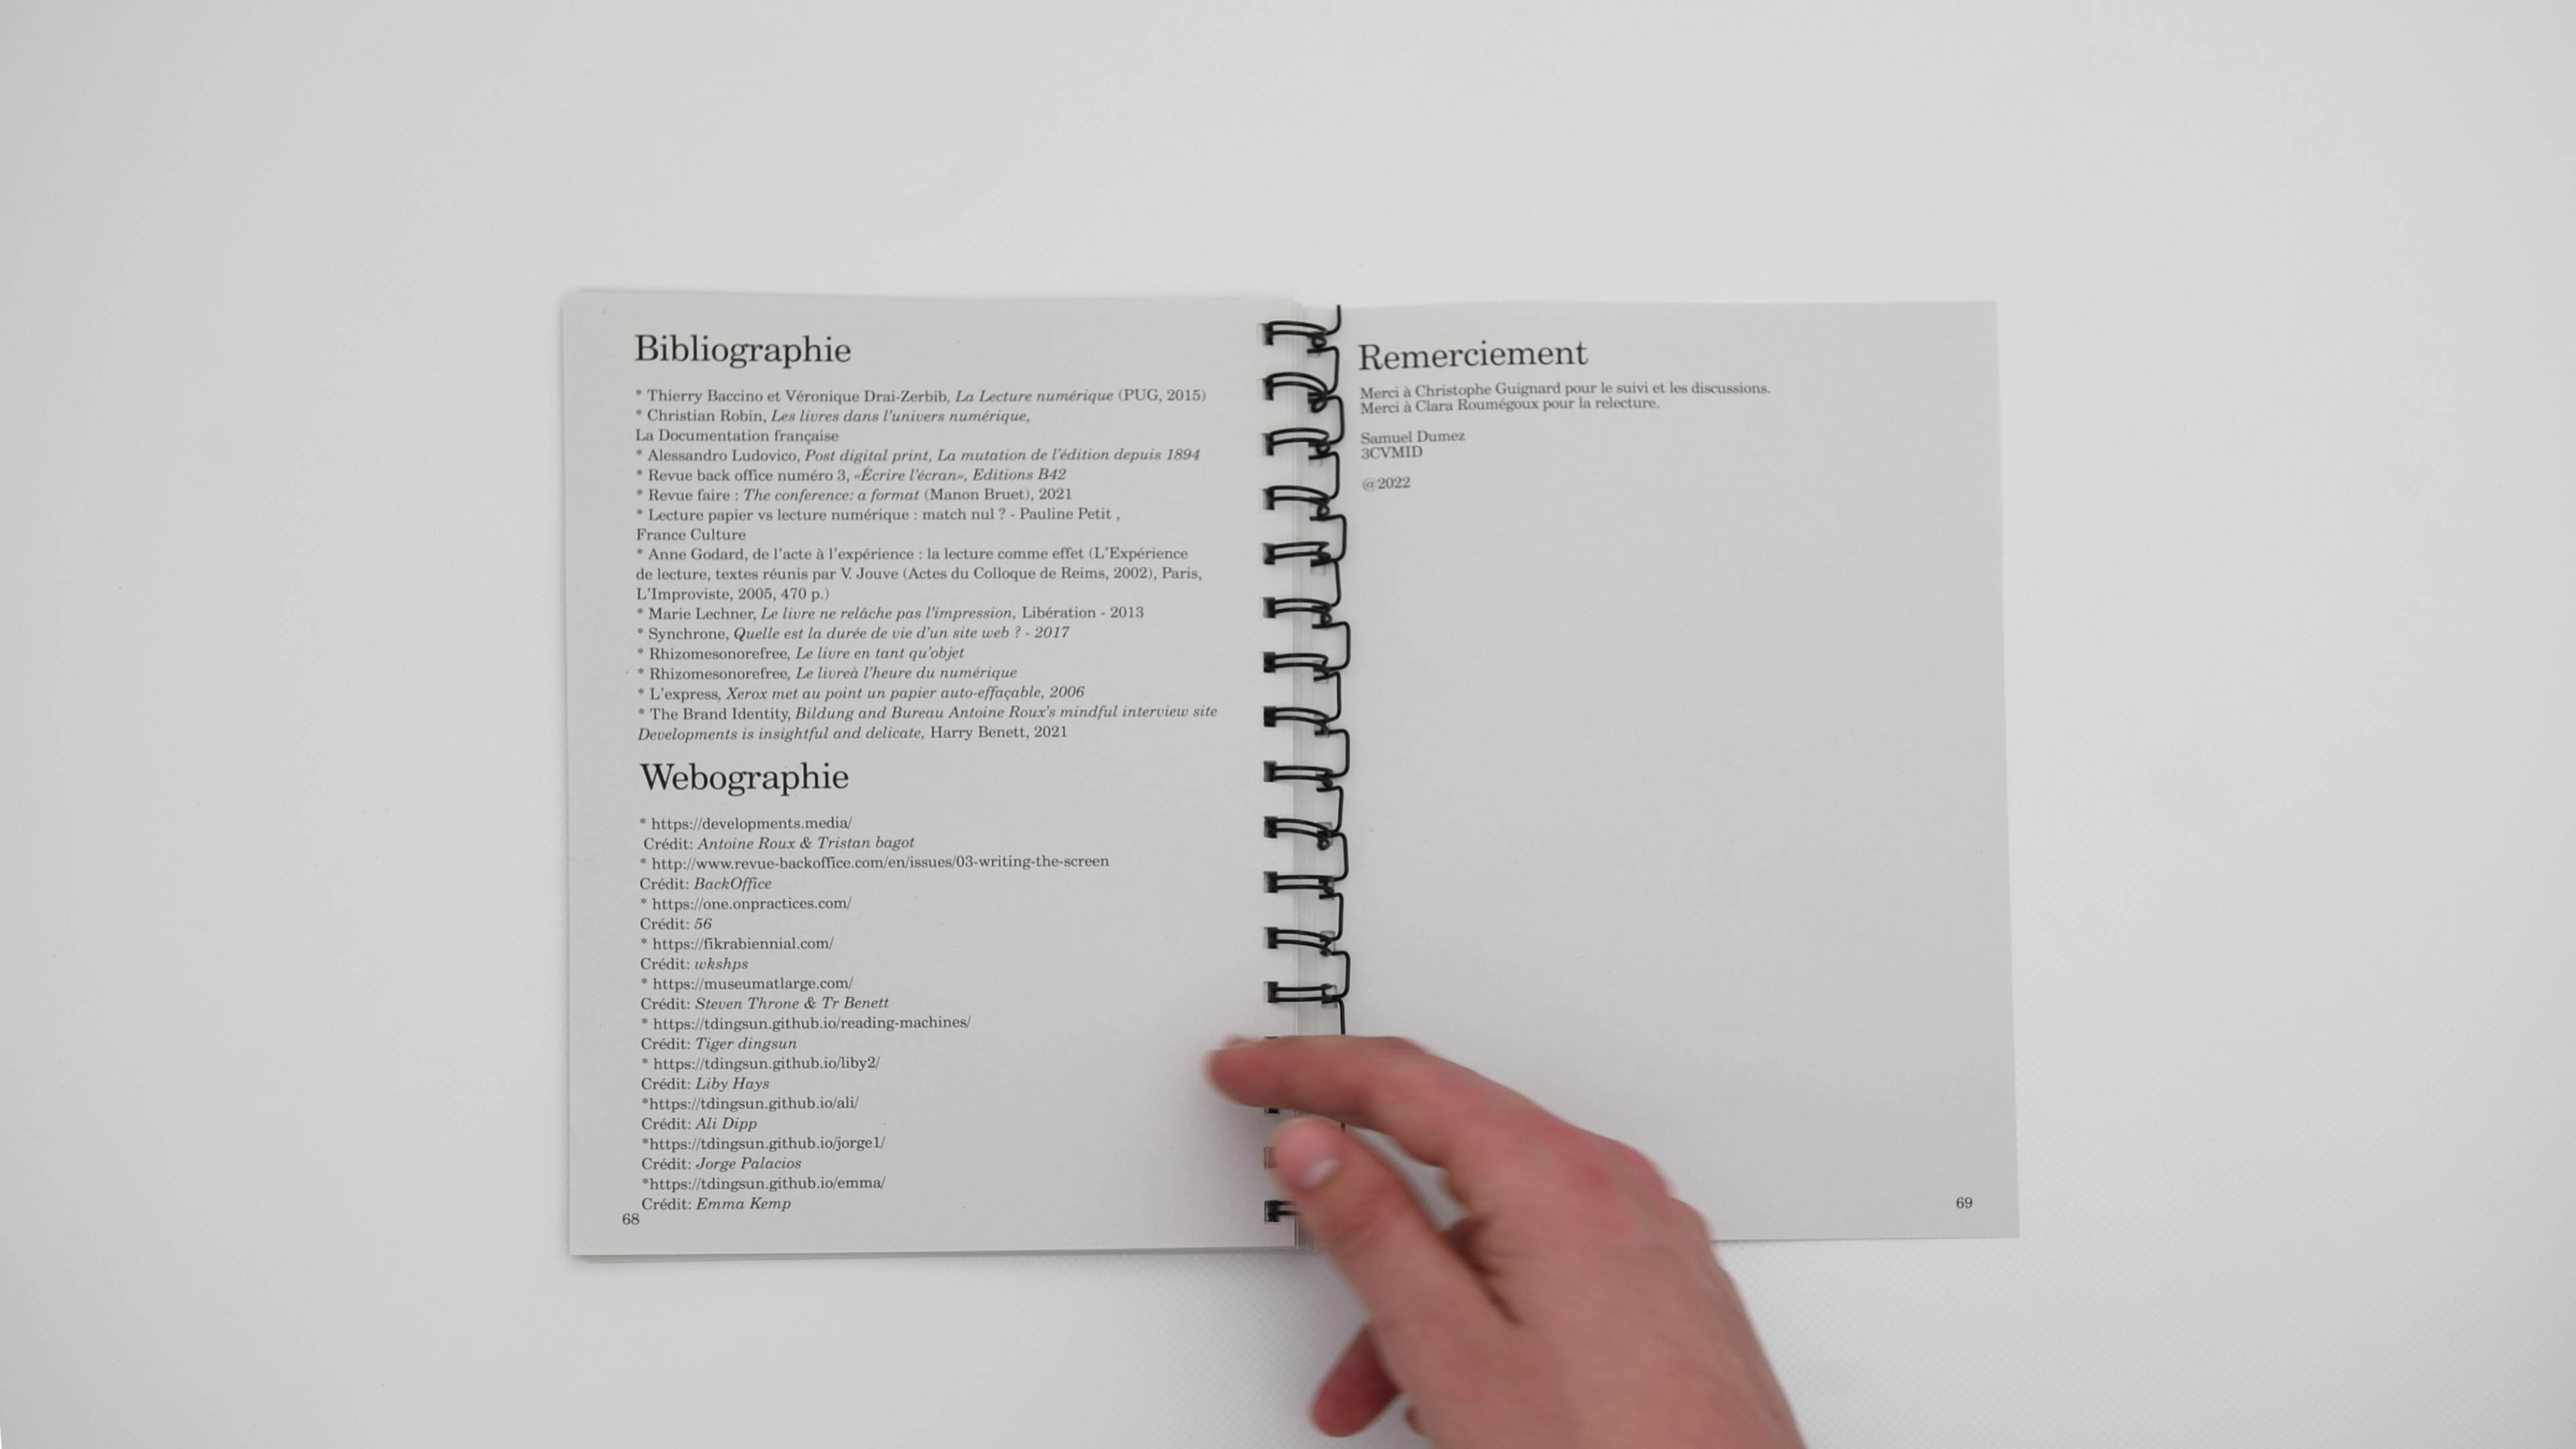 Bibliographie
* Thierry Baccino et Véronique Drai-Zerbib, La Lecture numérique (PUG, 2015)
* Christian Robin, Les livres dans l'univers numérique,
La Documentation française
* Alessandro Ludovico, Post digital print, La mutation de l'édition depuis 1894
* Revue back office numéro 3, «Écrire l'écran», Editions B42
* Revue faire : The conference: a format (Manon Bruet), 2021
* Lecture papier vs lecture numérique : match nul ? - Pauline Petit ,
France Culture
* Anne Godard, de l'acte à l'expérience : la lecture comme effet (L'Expérience
de lecture, textes réunis par V. Jouve (Actes du Colloque de Reims, 2002), Paris,
L'Improviste, 2005, 470 p.)
* Marie Lechner, Le livre ne relâche pas l'impression, Libération - 2013
* Synchrone, Quelle est la durée de vie d'un site web ? - 2017
* Rhizomesonorefree, Le livre en tant qu'objet
* Rhizomesonorefree, Le livreà l'heure du numérique
* L'express, Xerox met au point un papier auto-effaçable, 2006
* The Brand Identity, Bildung and Bureau Antoine Roux's mindful interview site
Developments is insightful and delicate, Harry Benett, 2021
Webographie
* https://developments.media/
Crédit: Antoine Roux & Tristan bagot
* http://www.revue-backoffice.com/en/issues/03-writing-the-screen
Crédit: BackOffice
* https://one.onpractices.com/
Crédit: 56
* https://fikrabiennial.com/
Crédit: wkshps
* https://museumatlarge.com/
Crédit: Steven Throne & Tr Benett
* https://tdingsun.github.io/reading-machines/
Crédit: Tiger dingsun
* https://tdingsun.github.io/liby2/
Crédit: Liby Hays
*https://tdingsun.github.io/ali/
Crédit: Ali Dipp
*https://tdingsun.github.io/jorge1/
Crédit: Jorge Palacios
*https://tdingsun.github.io/emma/
Crédit: Emma Kemp
68
Remerciement
Merci à Christophe Guignard pour le suivi et les discussions.
Merci à Clara Roumégoux pour la relecture.
Samuel Dumez
3CVMID
@2022
69